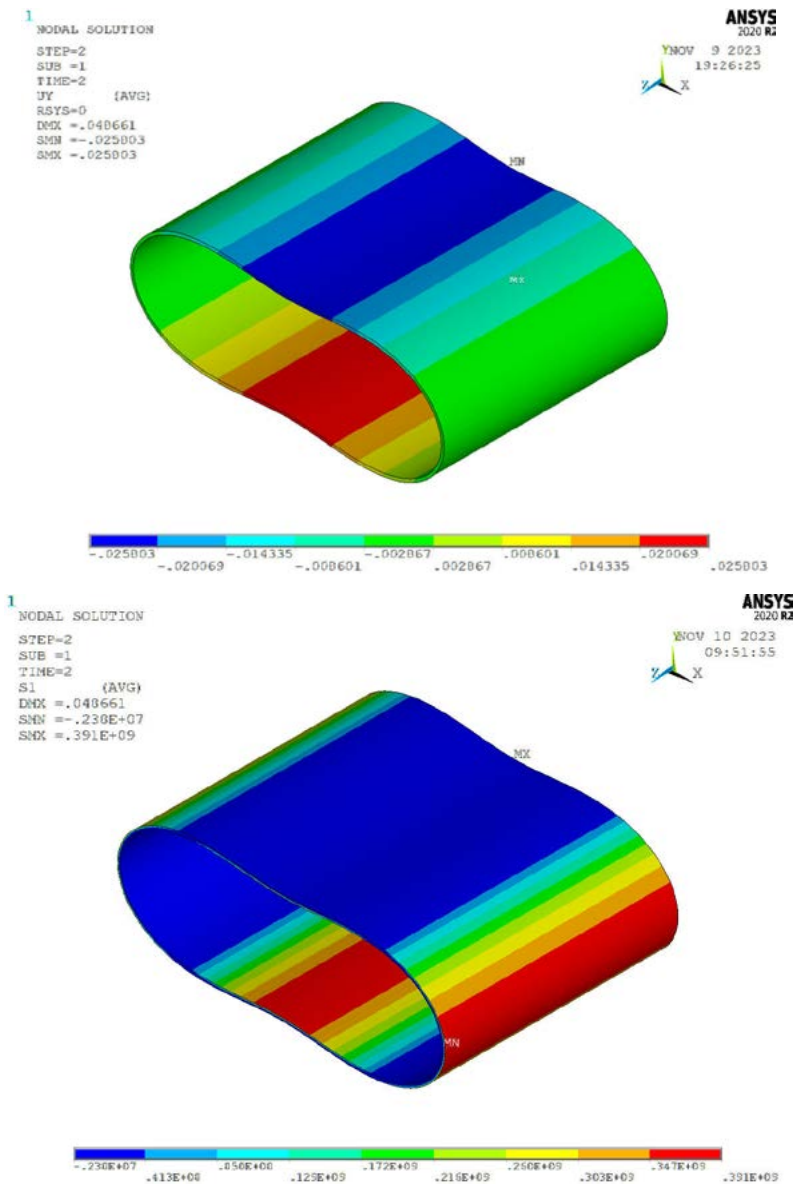 1
NODAL SOLUTION
STEP=2
SUB =1
TIME=2
UY (AVG)
RSYS=0
DMX =.048661
SMN =-.025803
SMX =.025803
ANSYS
2020 R2
NOV 9 2023
19:26:25
Y
Z X
MN
MX
-.025803 -.014335 -.002867 .008601 .020069
-.020069 -.008601 .002867 .014335 .025803
1
NODAL SOLUTION
STEP=2
SUB =1
TIME=2
S1 (AVG)
DMX =.048661
SMN =-.238E+07
SMX =.391E+09
ANSYS
2020 R2
NOV 10 2023
09:51:55
Y
Z X
MX
MN
-.238E+07 .850E+08 .172E+09 .260E+09 .347E+09
.413E+08 .129E+09 .216E+09 .303E+09 .391E+09